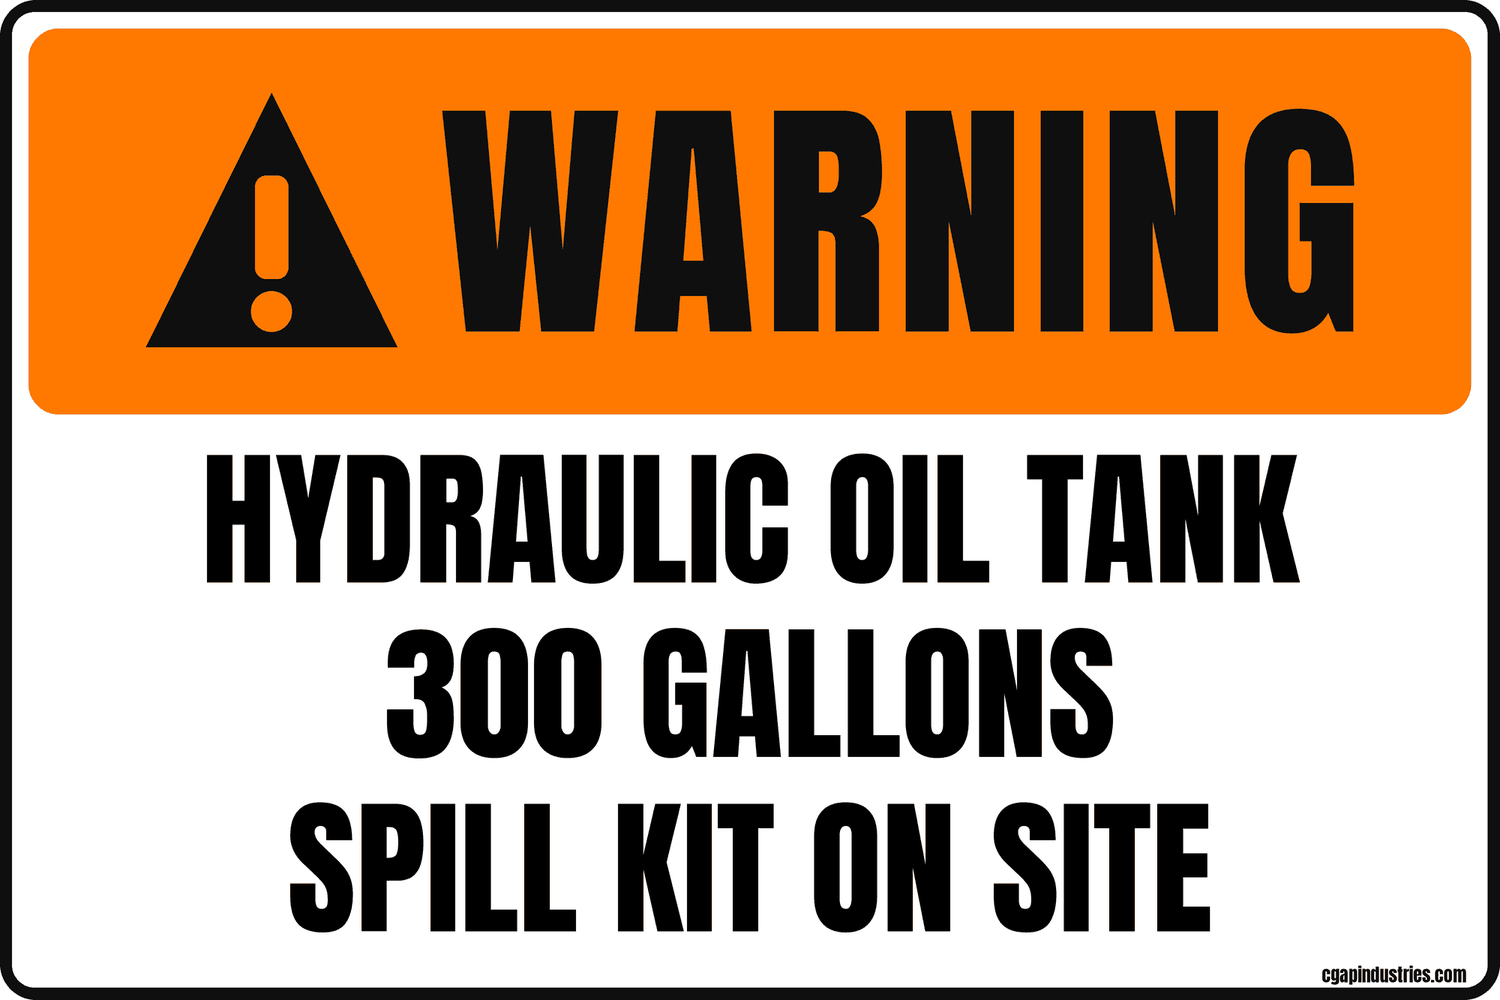 WARNING
HYDRAULIC OIL TANK
300 GALLONS
SPILL KIT ON SITE
cgapindustries.com